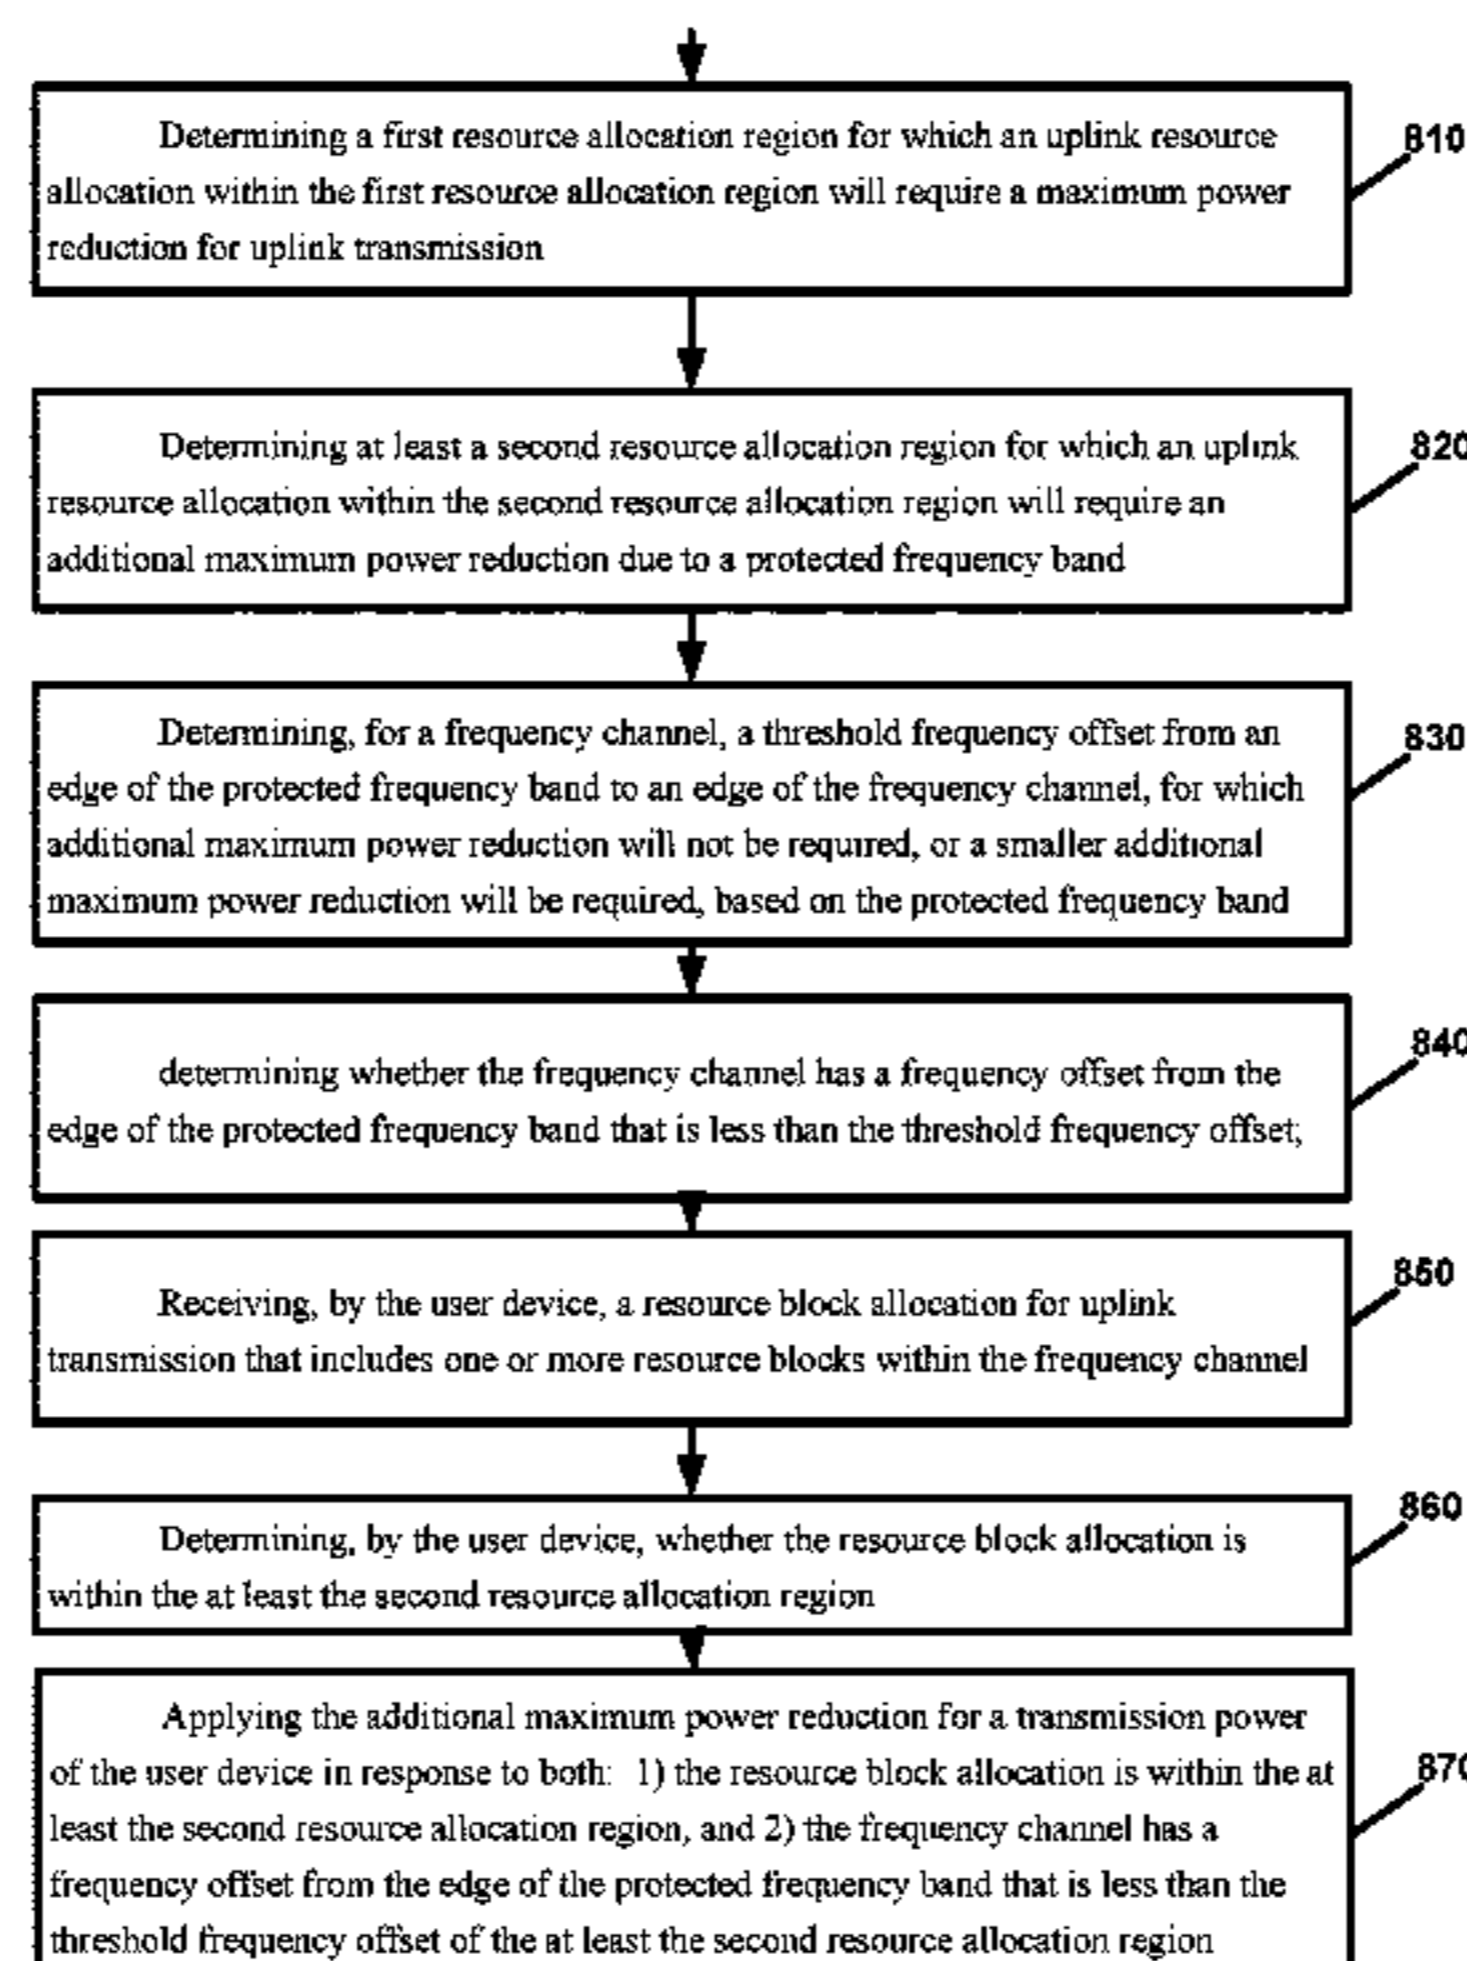 Determining a first resource allocation region for which an uplink resource
810
allocation within the first resource allocation region will require a maximum power
reduction for uplink transmission
Determining at least a second resource allocation region for which an uplink
820
resource allocation within the second resource allocation region will require an
additional maximum power reduction due to a protected frequency band
Determining, for a frequency channel, a threshold frequency offset from an
830
edge of the protected frequency band to an edge of the frequency channel, for which
additional maximum power reduction will not be required, or a smaller additional
maximum power reduction will be required, based on the protected frequency band
840
determining whether the frequency channel has a frequency offset from the
edge of the protected frequency band that is less than the threshold frequency offset;
850
Receiving, by the user device, a resource block allocation for uplink
transmission that includes one or more resource blocks within the frequency channel
860
Determining, by the user device, whether the resource block allocation is
within the at least the second resource allocation region
Applying the additional maximum power reduction for a transmission power
870
of the user device in response to both: 1) the resource block allocation is within the at
least the second resource allocation region, and 2) the frequency channel has a
frequency offset from the edge of the protected frequency band that is less than the
threshold frequency offset of the at least the second resource allocation region